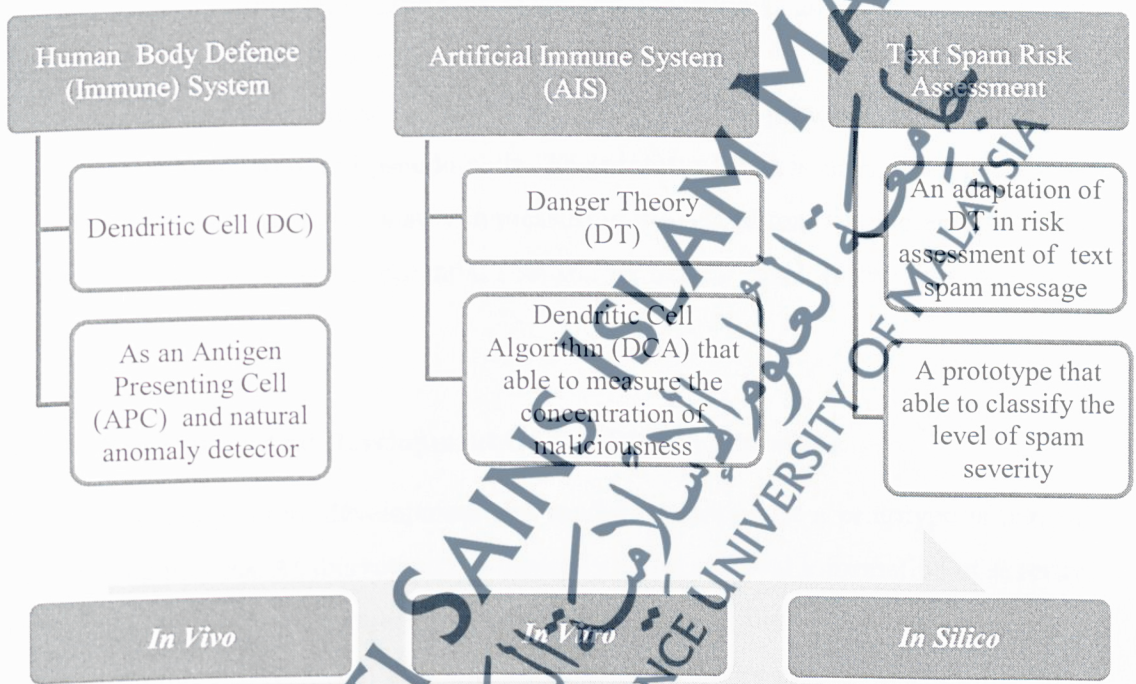 Human Body Defence
(Immune) System
Dendritic Cell (DC)
As an Antigen
Presenting Cell
(APC) and natural
anomaly detector
Artificial Immune System
(AIS)
Danger Theory
(DT)
Dendritic Cell
Algorithm (DCA) that
able to measure the
concentration of
maliciousness
Text Spam Risk
Assessment
An adaptation of
DT in risk
assessment of text
spam message
A prototype that
able to classify the
level of spam
severity
In Vivo
In Vitro
In Silico
SAINS ISLAM
جامعة العلوم الإسلامية
UNIVERSITY OF MALAYSIA